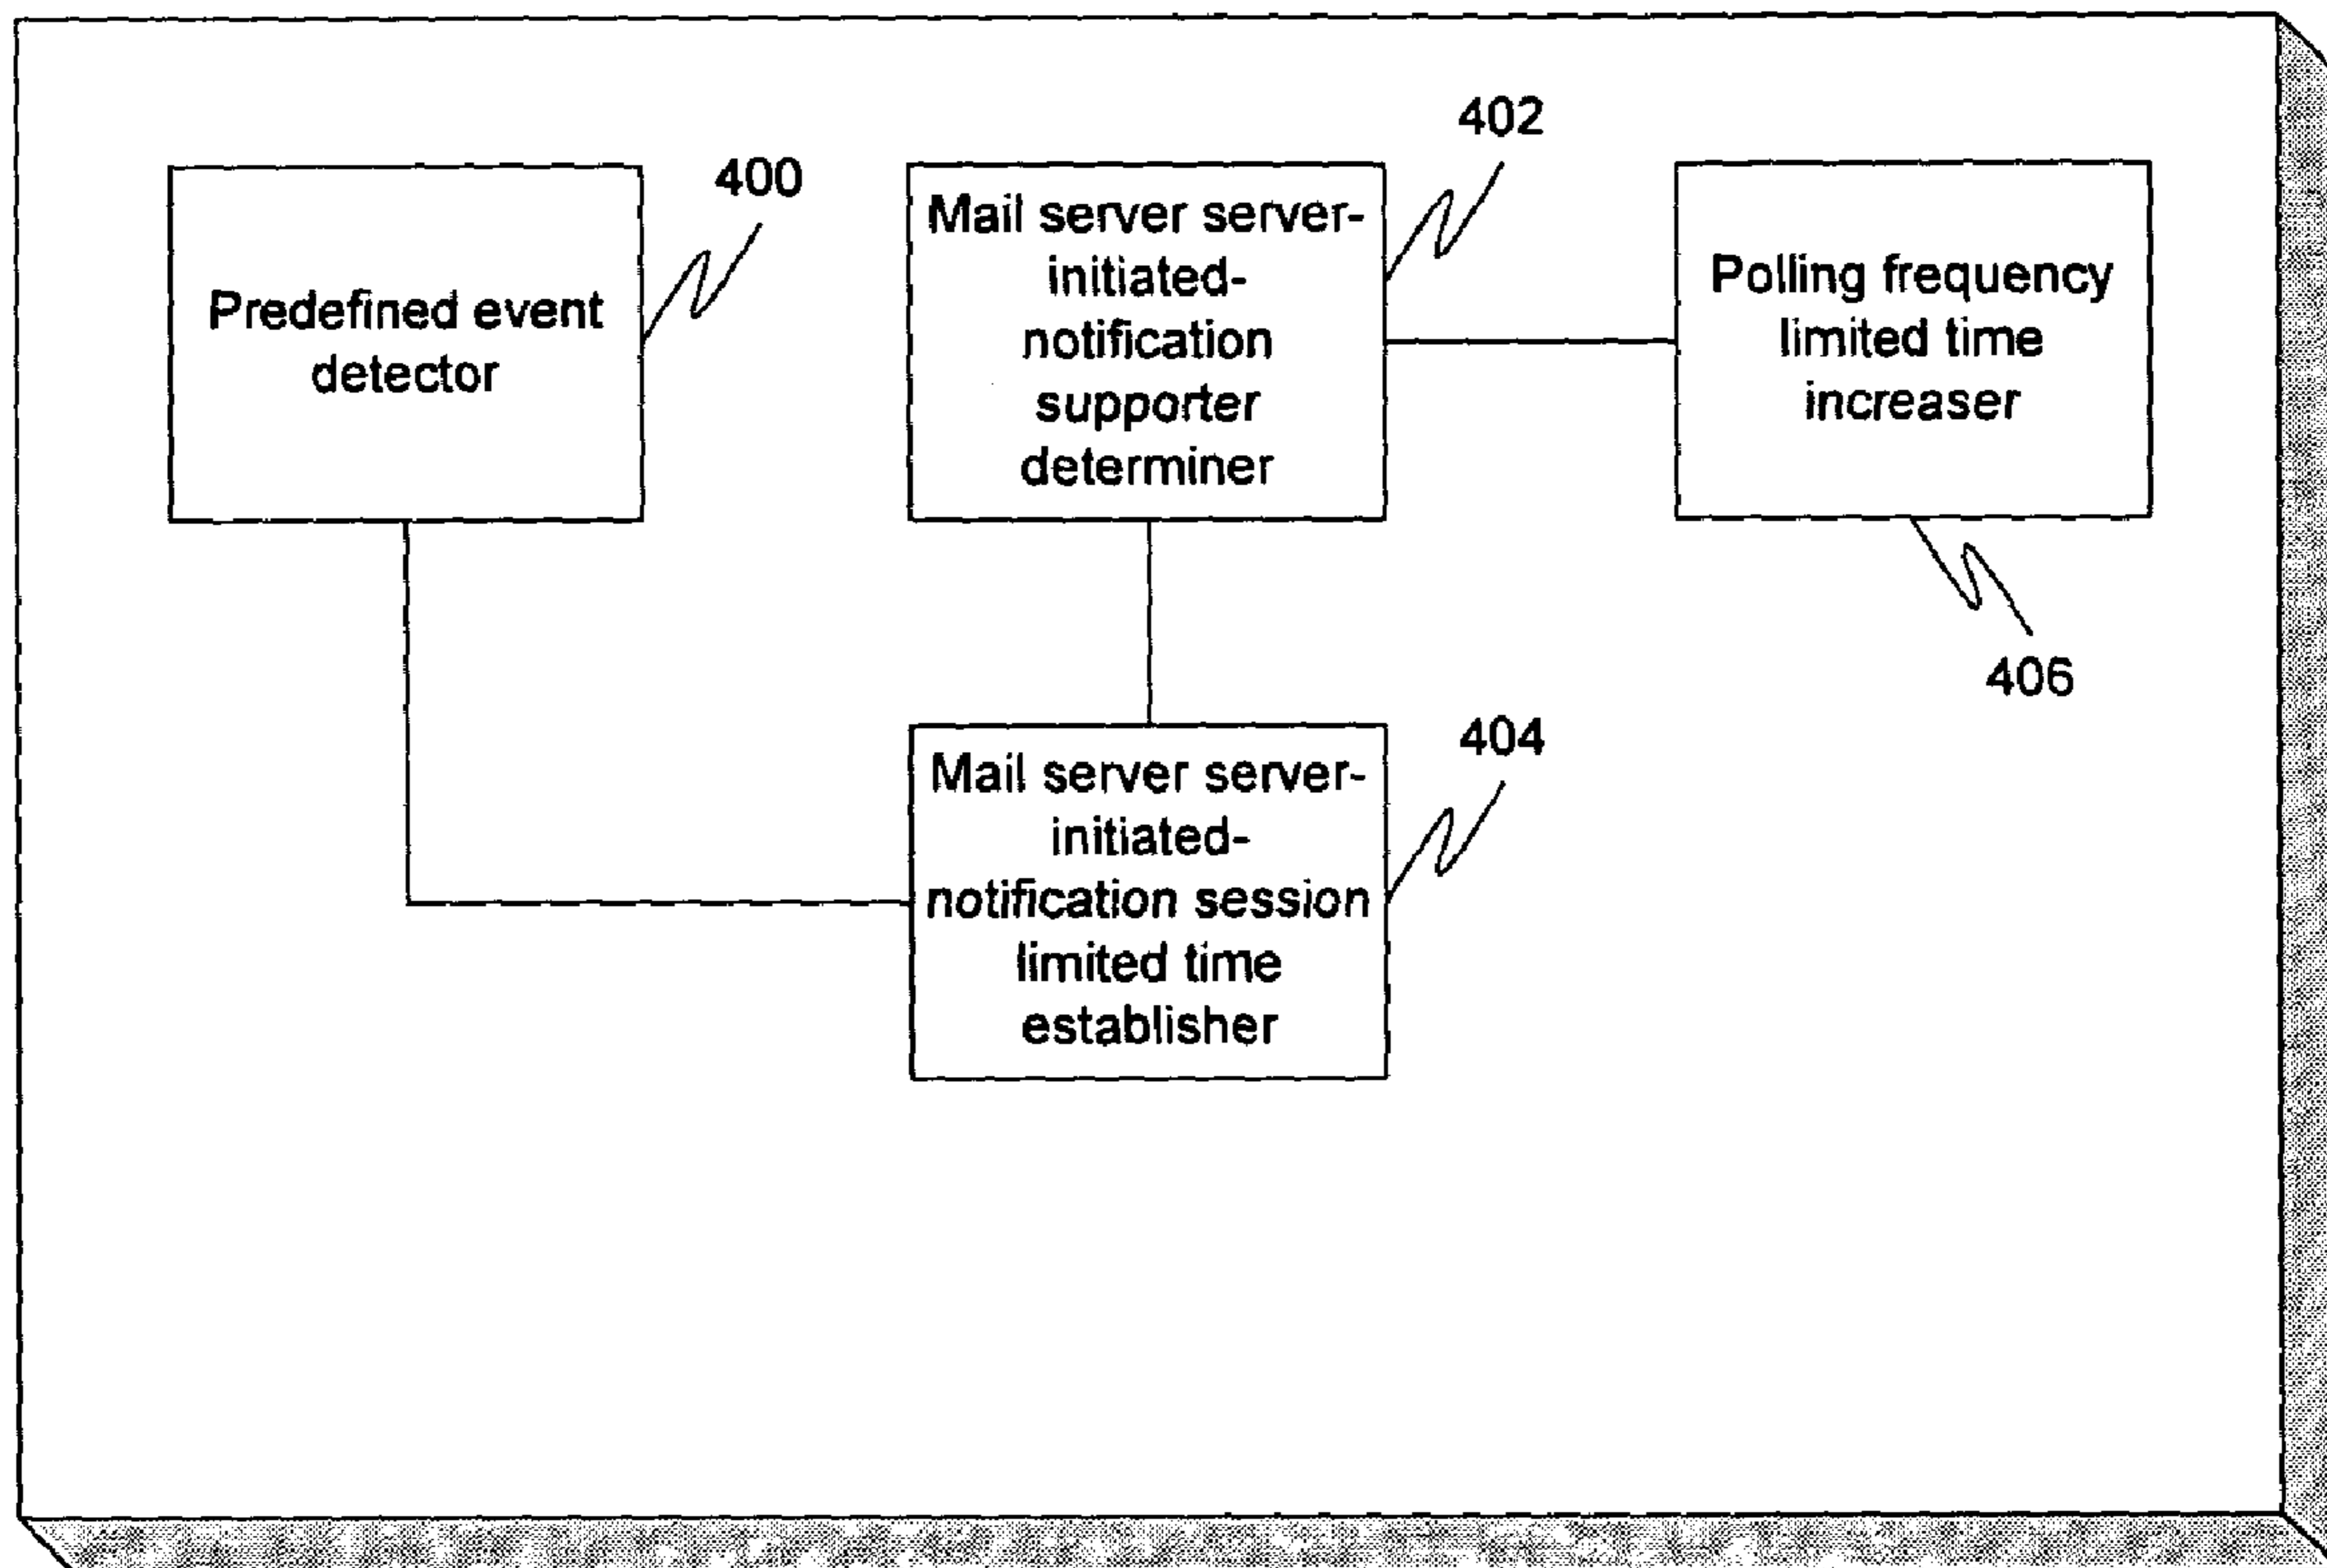 400
Predefined event
detector
402
Mail server server-
initiated-
notification
supporter
determiner
Polling frequency
limited time
increaser
406
404
Mail server server-
initiated-
notification session
limited time
establisher